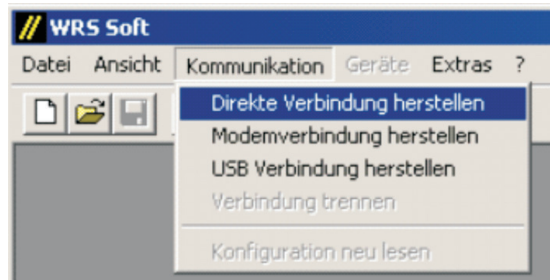 WRS Soft
Datei Ansicht Kommunikation Geräte Extras ?
Direkte Verbindung herstellen
Modemverbindung herstellen
USB Verbindung herstellen
Verbindung trennen
Konfiguration neu lesen